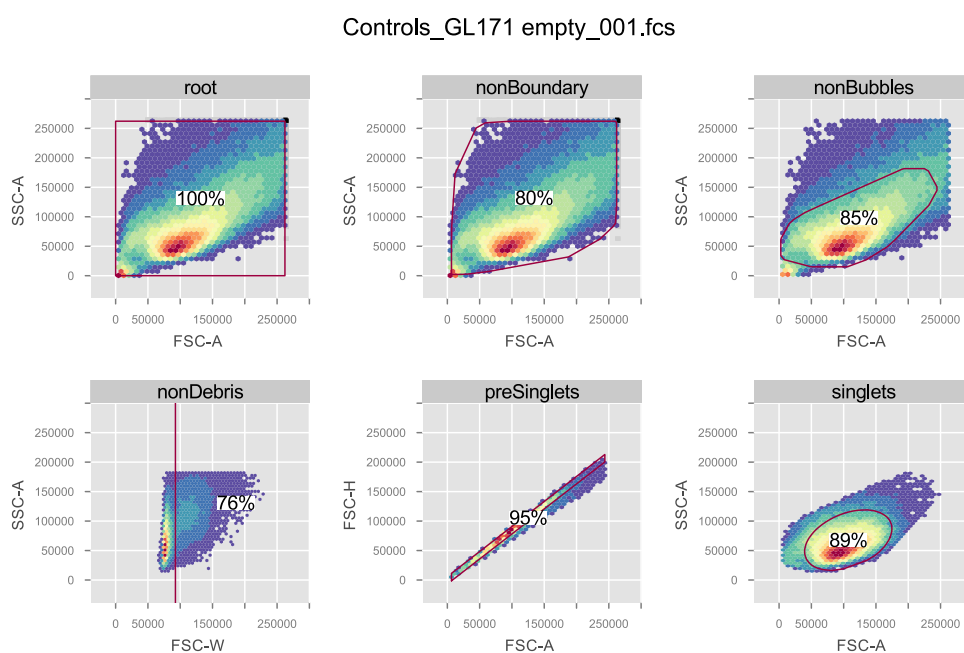 Controls_GL171 empty_001.fcs
root
nonBoundary
nonBubbles
SSC-A
250000
200000
150000
100000
50000
0
100%
0 50000 150000 250000
FSC-A
SSC-A
250000
200000
150000
100000
50000
0
80%
0 50000 150000 250000
FSC-A
SSC-A
250000
200000
150000
100000
50000
0
85%
0 50000 150000 250000
FSC-A
nonDebris
preSinglets
singlets
SSC-A
250000
200000
150000
100000
50000
0
76%
0 50000 150000 250000
FSC-W
FSC-H
250000
200000
150000
100000
50000
0
95%
0 50000 150000 250000
FSC-A
SSC-A
250000
200000
150000
100000
50000
0
89%
0 50000 150000 250000
FSC-A